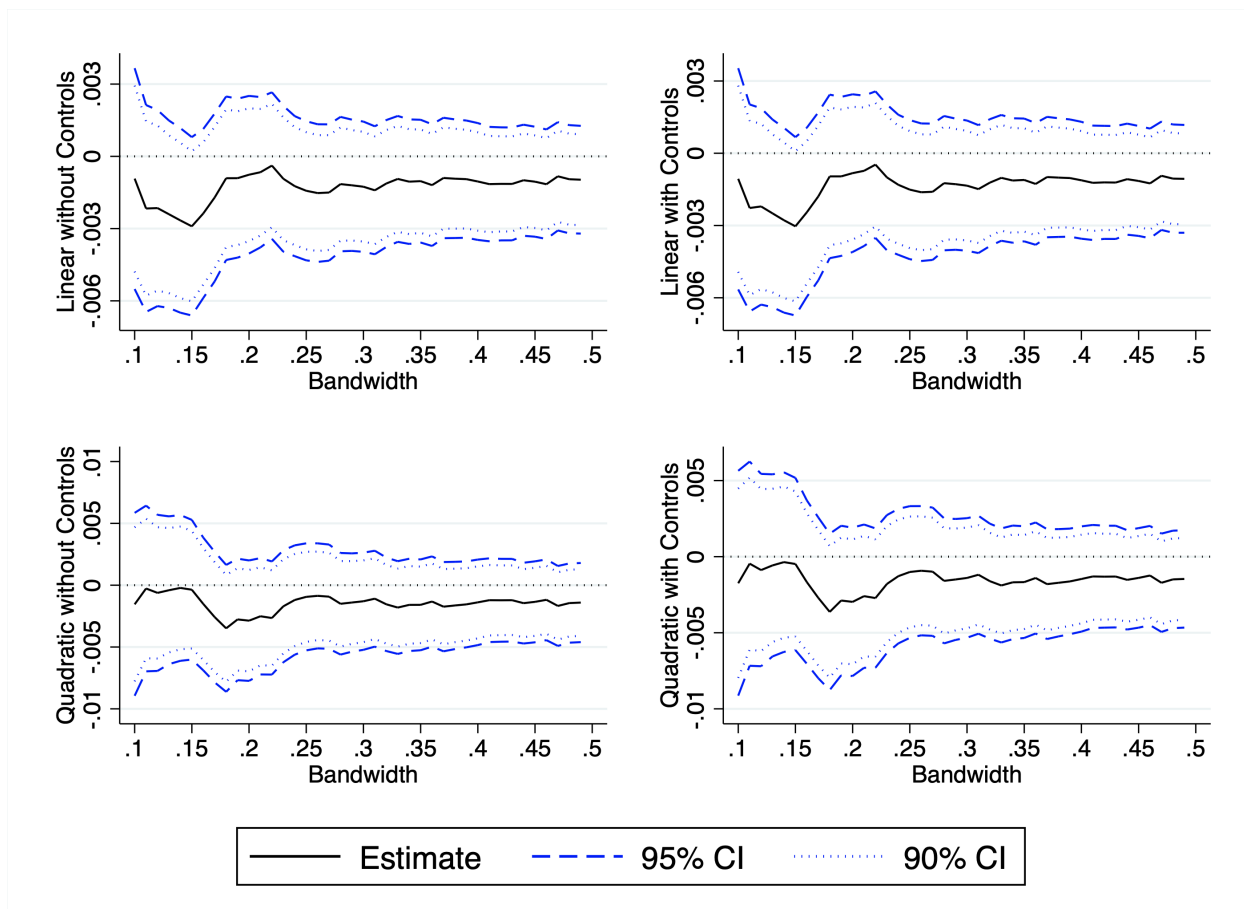 Linear without Controls
.003
0
-.003
-.006
.1 .15 .2 .25 .3 .35 .4 .45 .5
Bandwidth
Linear with Controls
.003
0
-.003
-.006
.1 .15 .2 .25 .3 .35 .4 .45 .5
Bandwidth
Quadratic without Controls
.01
.005
0
-.005
-.01
.1 .15 .2 .25 .3 .35 .4 .45 .5
Bandwidth
Quadratic with Controls
.005
0
-.005
-.01
.1 .15 .2 .25 .3 .35 .4 .45 .5
Bandwidth
Estimate 95% CI 90% CI